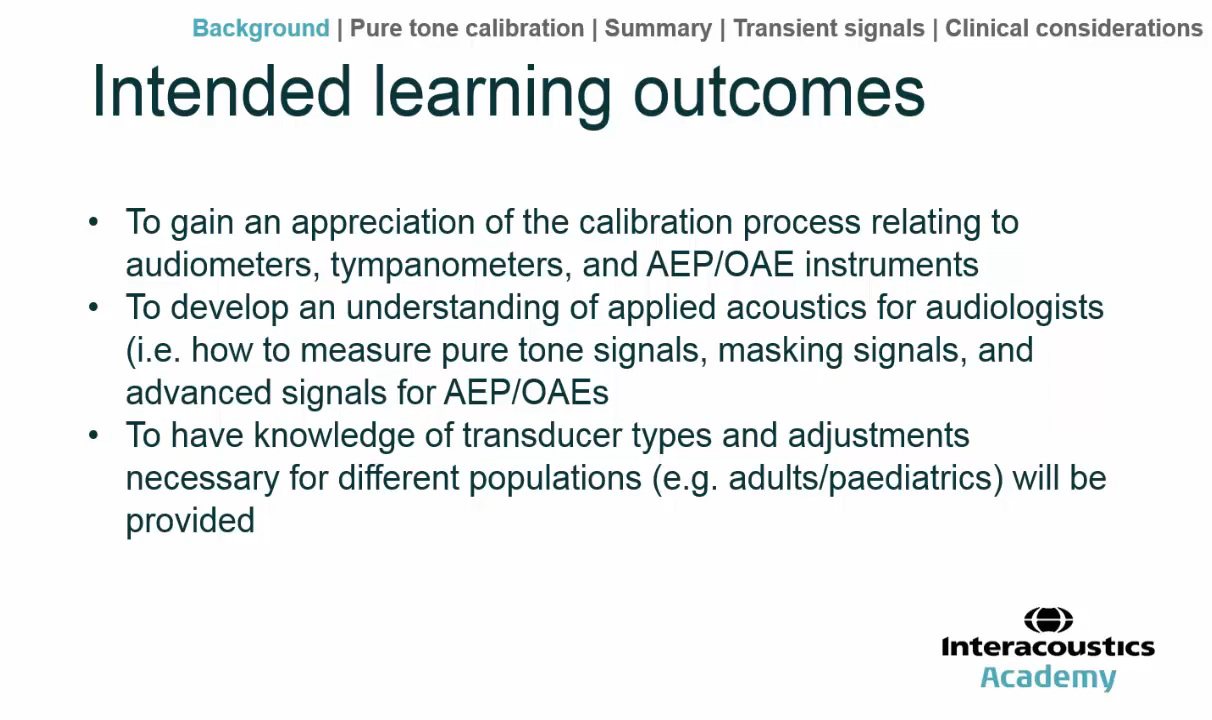 Background | Pure tone calibration | Summary | Transient signals | Clinical considerations
Intended learning outcomes
• To gain an appreciation of the calibration process relating to
audiometers, tympanometers, and AEP/OAE instruments
• To develop an understanding of applied acoustics for audiologists
(i.e. how to measure pure tone signals, masking signals, and
advanced signals for AEP/OAEs
• To have knowledge of transducer types and adjustments
necessary for different populations (e.g. adults/paediatrics) will be
provided
Interacoustics
Academy